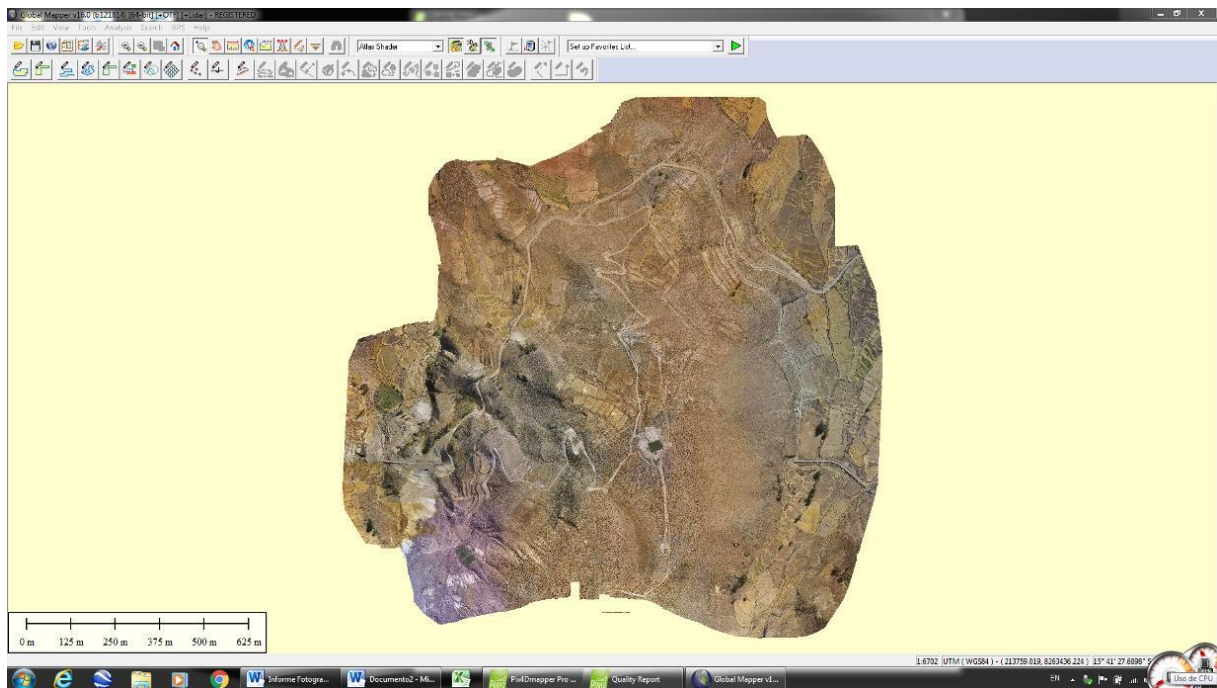 Global Mapper v16.0 (b121814) [64-bit] [+OTF] [+Lidar] - REGISTERED
File Edit View Tools Analysis Search GPS Help
Atlas Shader
Set up Favorites List...
0 m 125 m 250 m 375 m 500 m 625 m
1:6702 UTM (WGS84) - ( 213759.019, 8263436.224 ) 15° 41' 27.6898" S
Informe Fotogra...
Documento2 - Mi...
Pix4Dmapper Pro ...
Quality Report
Global Mapper v1...
EN
Uso de CPU